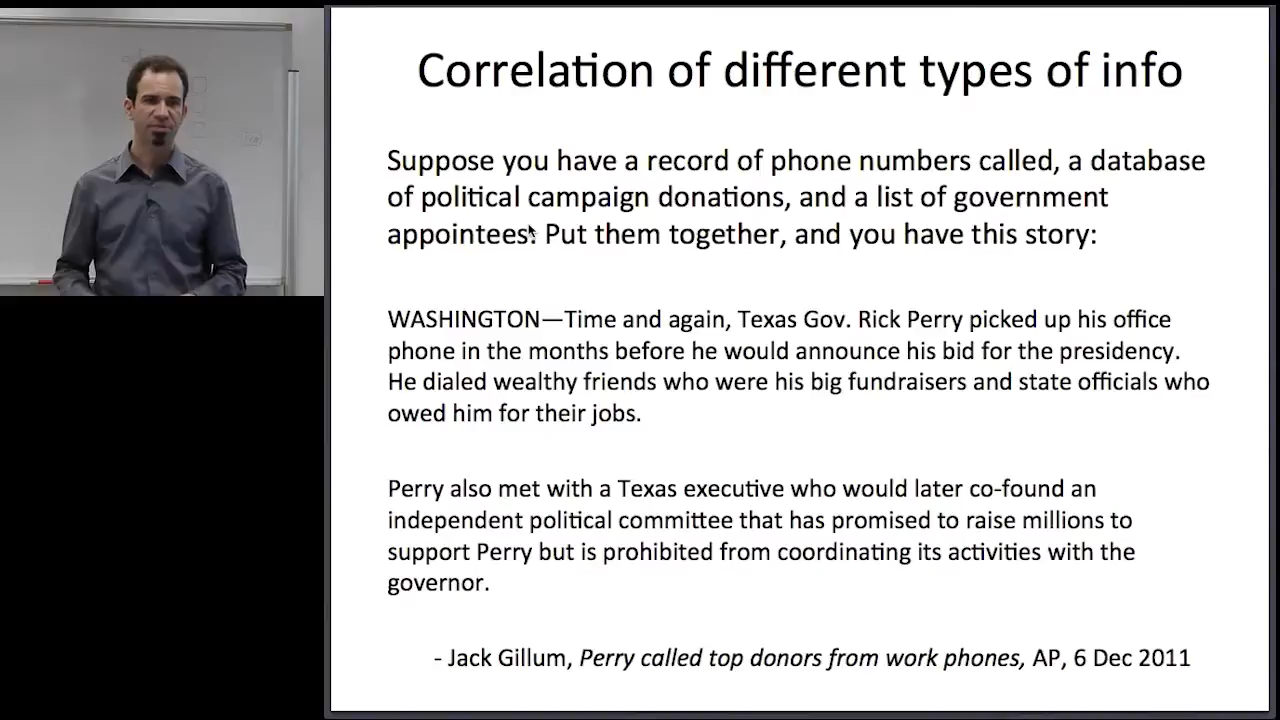 Correlation of different types of info
Suppose you have a record of phone numbers called, a database
of political campaign donations, and a list of government
appointees. Put them together, and you have this story:
WASHINGTON—Time and again, Texas Gov. Rick Perry picked up his office
phone in the months before he would announce his bid for the presidency.
He dialed wealthy friends who were his big fundraisers and state officials who
owed him for their jobs.
Perry also met with a Texas executive who would later co-found an
independent political committee that has promised to raise millions to
support Perry but is prohibited from coordinating its activities with the
governor.
- Jack Gillum, Perry called top donors from work phones, AP, 6 Dec 2011